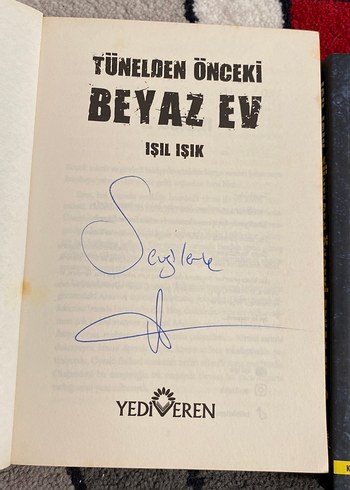 TÜNELDEN ÖNCEKİ
BEYAZ EV
IŞIL IŞIK
Sevgilerle
YEDİVEREN